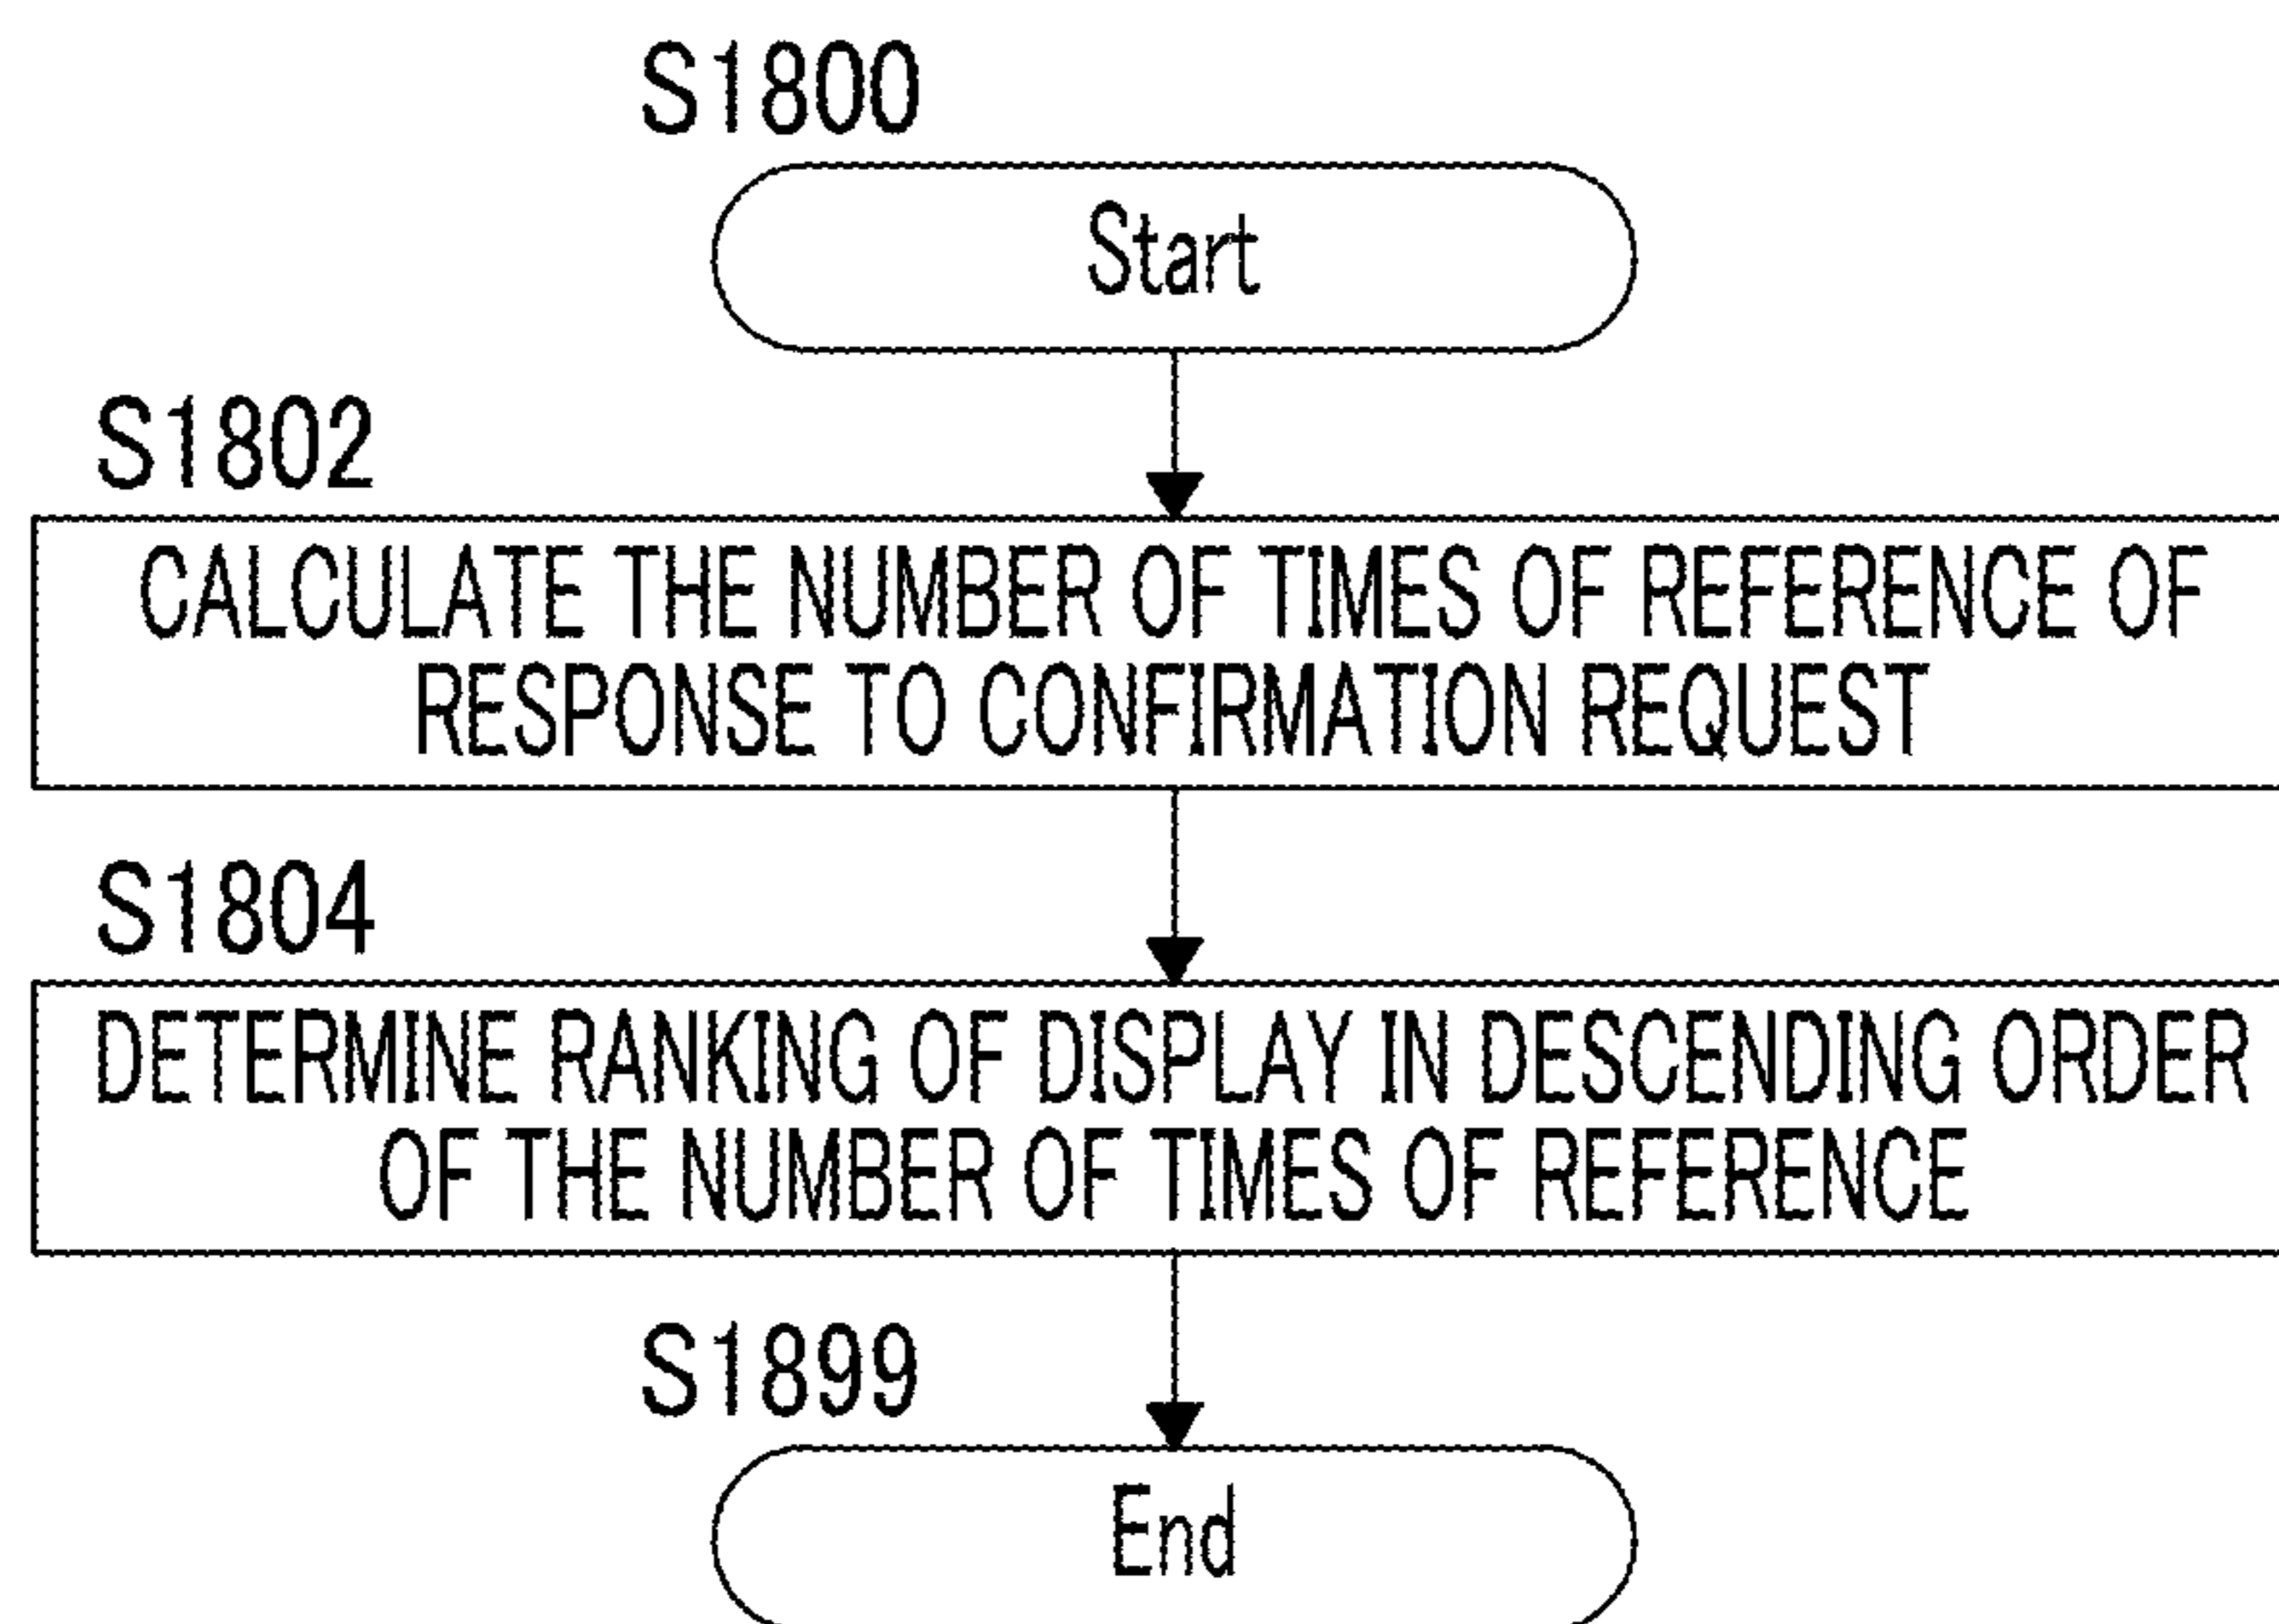 S1800
Start
S1802
CALCULATE THE NUMBER OF TIMES OF REFERENCE OF
RESPONSE TO CONFIRMATION REQUEST
S1804
DETERMINE RANKING OF DISPLAY IN DESCENDING ORDER
OF THE NUMBER OF TIMES OF REFERENCE
S1899
End